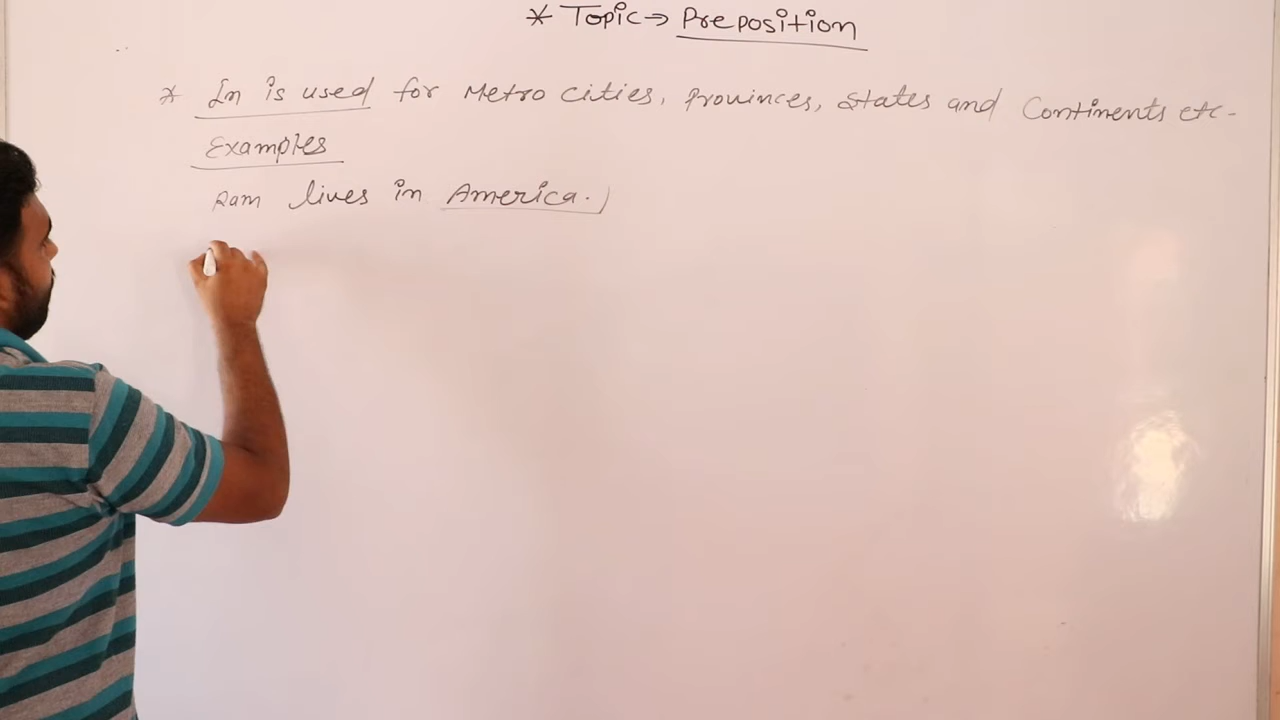 * Topic → Preposition
* In is used for Metro cities, Provinces, States and Continents etc-
Examples
Ram lives in America.